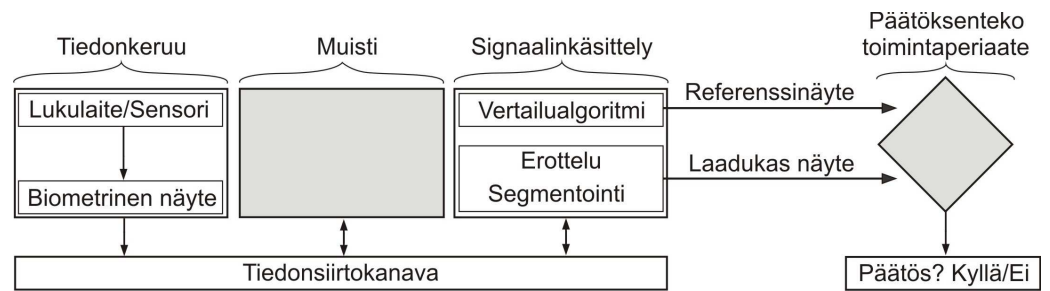 Tiedonkeruu
Muisti
Signaalinkäsittely
Päätöksenteko
toimintaperiaate
Lukulaite/Sensori
Biometrinen näyte
Vertailualgoritmi
Erottelu
Segmentointi
Referenssinäyte
Laadukas näyte
Tiedonsiirtokanava
Päätös? Kyllä/Ei